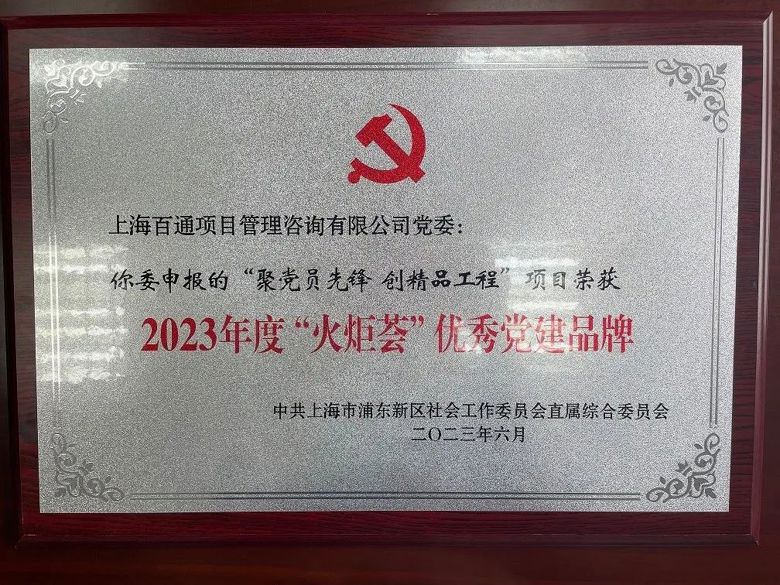 上海百通项目管理咨询有限公司党委：
你委申报的“聚党员先锋 创精品工程”项目荣获
2023年度“火炬荟”优秀党建品牌
中共上海市浦东新区社会工作委员会直属综合委员会
二〇二三年六月